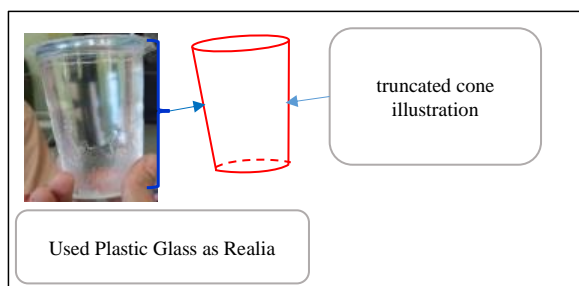 truncated cone
illustration
Used Plastic Glass as Realia